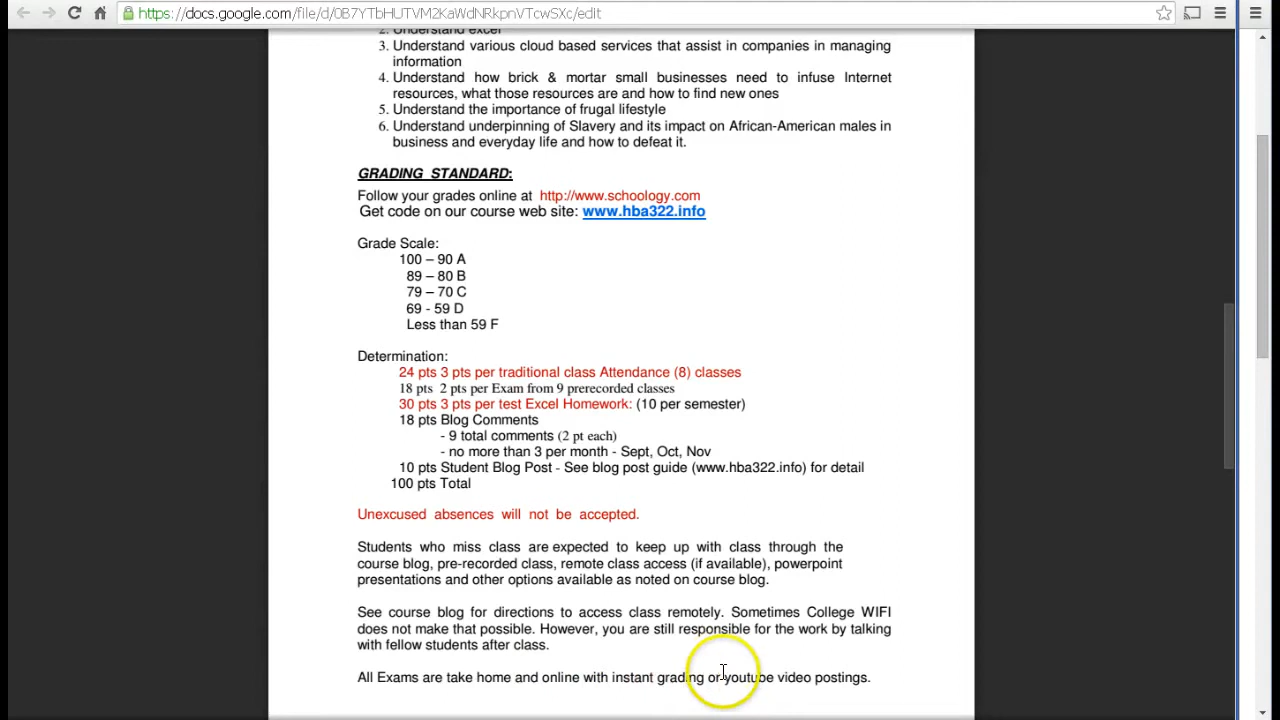 https://docs.google.com/file/d/0B7YTbHUTVM2KaWdNRkpnVTcwSXc/edit
2. Understand excel
3. Understand various cloud based services that assist in companies in managing
information
4. Understand how brick & mortar small businesses need to infuse Internet
resources, what those resources are and how to find new ones
5. Understand the importance of frugal lifestyle
6. Understand underpinning of Slavery and its impact on African-American males in
business and everyday life and how to defeat it.
GRADING STANDARD:
Follow your grades online at http://www.schoology.com
Get code on our course web site: www.hba322.info
Grade Scale:
100 – 90 A
89 – 80 B
79 – 70 C
69 - 59 D
Less than 59 F
Determination:
24 pts 3 pts per traditional class Attendance (8) classes
18 pts 2 pts per Exam from 9 prerecorded classes
30 pts 3 pts per test Excel Homework: (10 per semester)
18 pts Blog Comments
- 9 total comments (2 pt each)
- no more than 3 per month - Sept, Oct, Nov
10 pts Student Blog Post - See blog post guide (www.hba322.info) for detail
100 pts Total
Unexcused absences will not be accepted.
Students who miss class are expected to keep up with class through the
course blog, pre-recorded class, remote class access (if available), powerpoint
presentations and other options available as noted on course blog.
See course blog for directions to access class remotely. Sometimes College WIFI
does not make that possible. However, you are still responsible for the work by talking
with fellow students after class.
All Exams are take home and online with instant grading or youtube video postings.